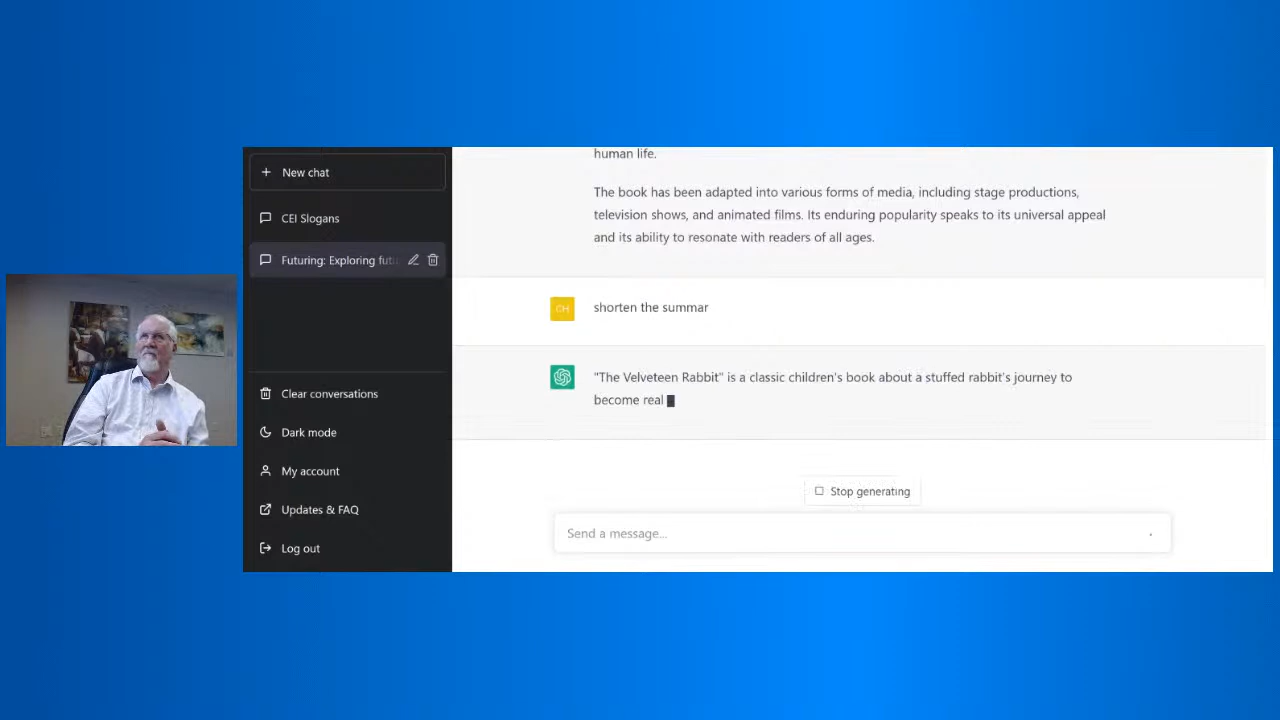 New chat
CEI Slogans
Futuring: Exploring futu
Clear conversations
Dark mode
My account
Updates & FAQ
Log out
human life.
The book has been adapted into various forms of media, including stage productions,
television shows, and animated films. Its enduring popularity speaks to its universal appeal
and its ability to resonate with readers of all ages.
CH
shorten the summar
"The Velveteen Rabbit" is a classic children's book about a stuffed rabbit's journey to
become real
Stop generating
Send a message...